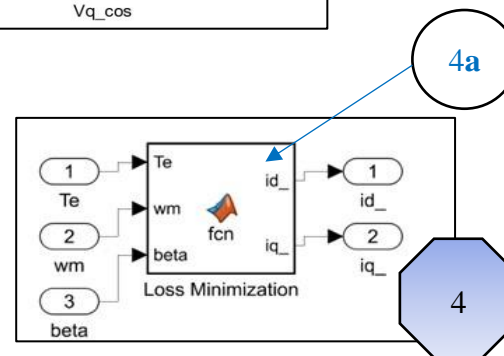 Vq_cos
4a
1
Te
2
wm
3
beta
Te
wm
beta
fcn
id_
iq_
Loss Minimization
1
id_
2
iq_
4